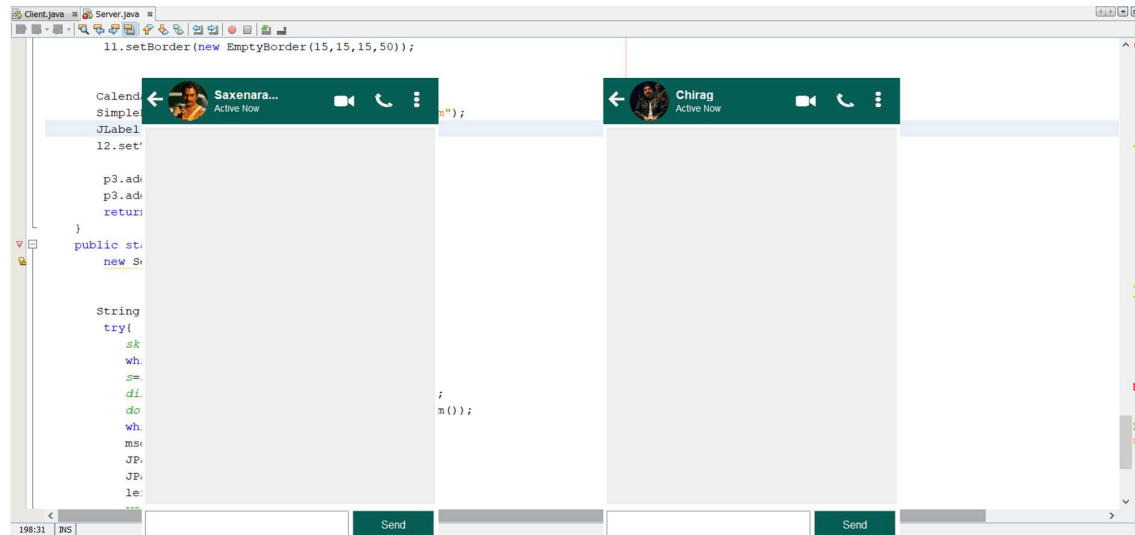 Client.java Server.java
l1.setBorder(new EmptyBorder(15,15,15,50));
Calend
Simple m");
JLabel
l2.set
p3.ad
p3.ad
retur
}
public st
new S
String
try{
sk
wh
s=
di ;
do m());
wh
ms
JP
JP
le
Saxenara...
Active Now
Send
Chirag
Active Now
Send
198:31 INS